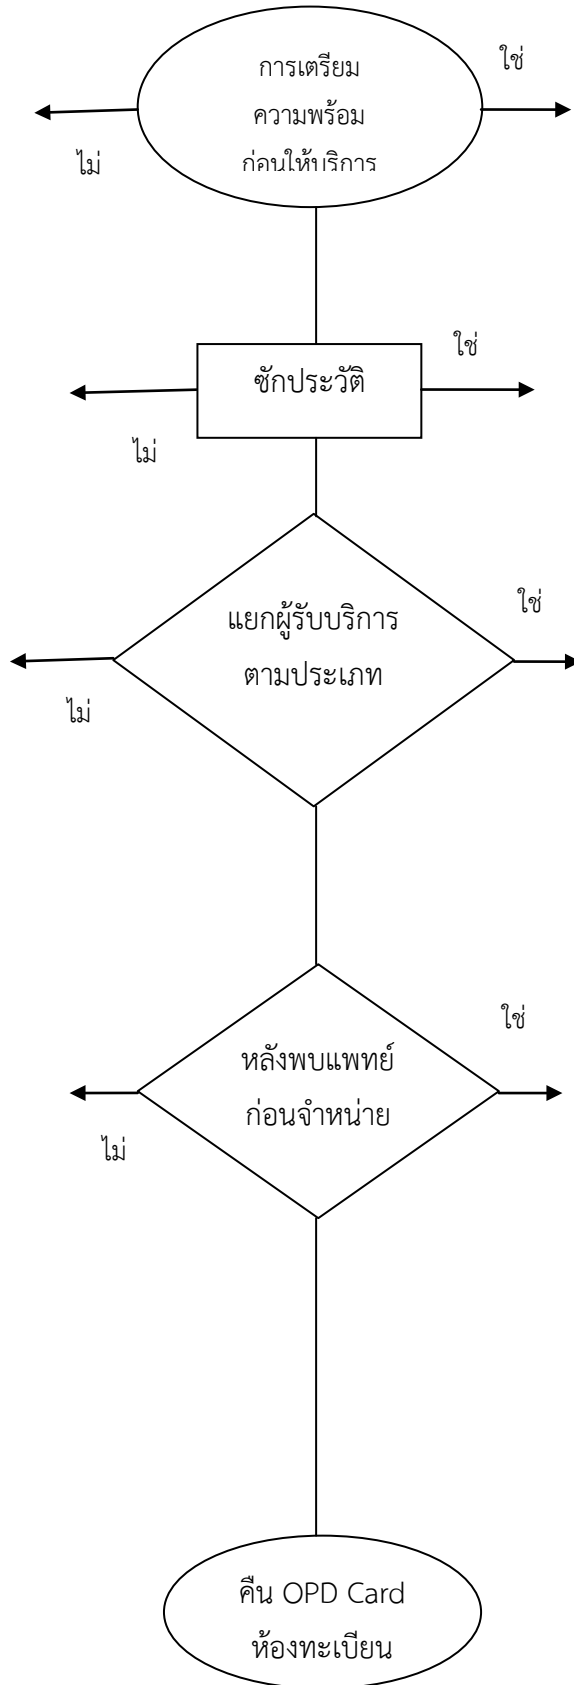 การเตรียม
ใช่
ความพร้อม
ก่อนให้บริการ
ไม่
ซักประวัติ
ใช่
ไม่
แยกผู้รับบริการ
ใช่
ตามประเภท
ไม่
หลังพบแพทย์
ใช่
ก่อนจำหน่าย
ไม่
คืน OPD Card
ห้องทะเบียน